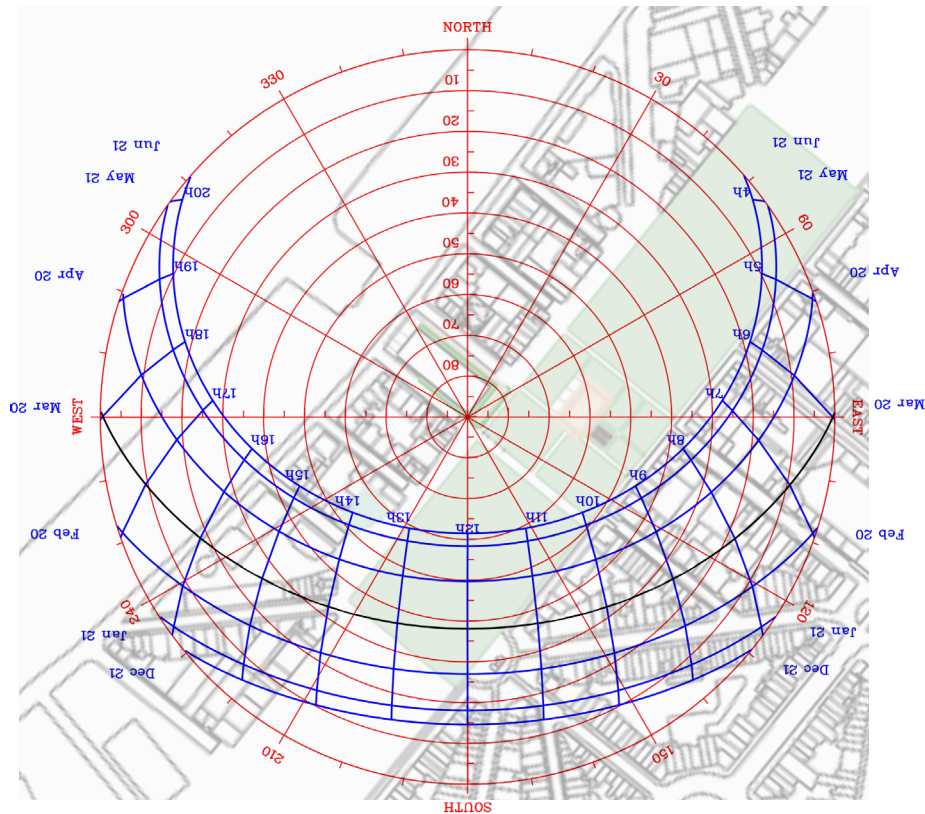 NORTH
330
30
10
20
30
40
50
60
70
80
Jun 21
Jun 21
May 21
May 21
20h
4h
300
60
Apr 20
19h
5h
Apr 20
18h
6h
17h
7h
Mar 20
WEST
EAST
Mar 20
16h
8h
15h
9h
14h
10h
13h
12h
11h
Feb 20
Feb 20
240
120
Jan 21
Jan 21
Dec 21
Dec 21
210
150
SOUTH